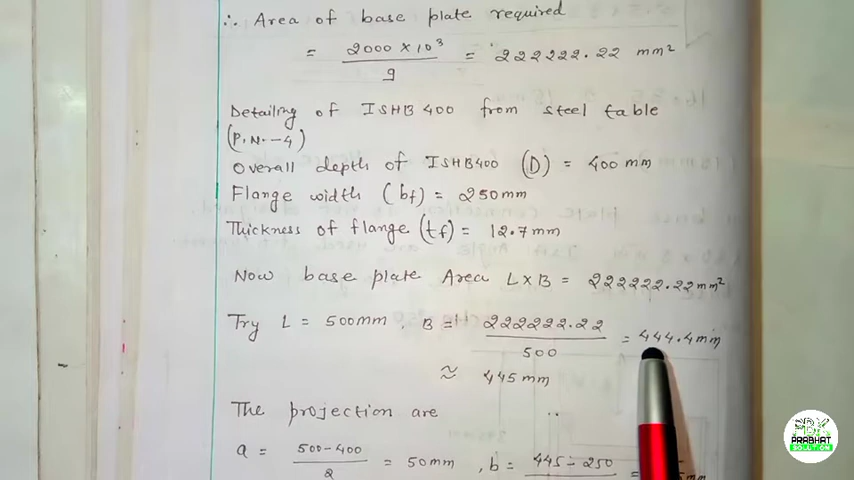 ∴ Area of base plate required
= 2000 × 10³ / 9 = 222222.22 mm²
Detailing of ISHB 400 from steel table
(P.N.-4)
Overall depth of ISHB400 (D) = 400 mm
Flange width (bf) = 250mm
Thickness of flange (tf) = 12.7mm
Now base plate Area L×B = 222222.22mm²
Try L = 500mm, B = 222222.22 / 500 = 444.4mm
≈ 445 mm
The projection are
a = 500-400 / 2 = 50mm, b = 445-250 = mm
PRABHAT
SOLUTION